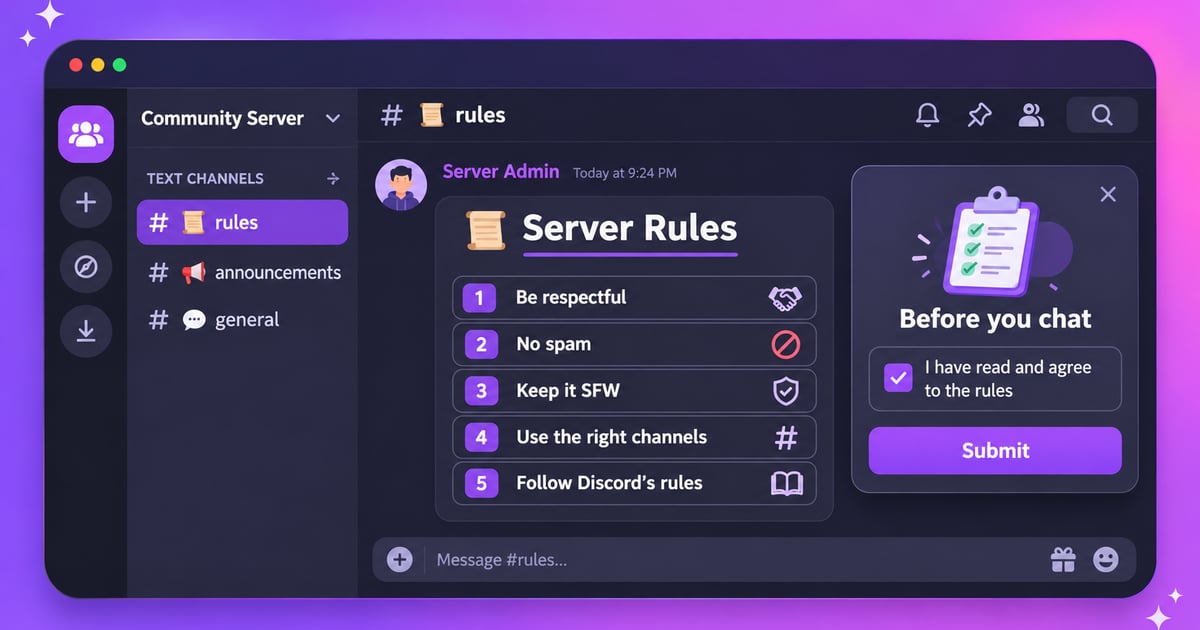 Community Server
TEXT CHANNELS
# rules
# announcements
# general
# rules
Server Admin Today at 9:24 PM
Server Rules
1 Be respectful
2 No spam
3 Keep it SFW
4 Use the right channels #
5 Follow Discord’s rules
Before you chat
I have read and agree
to the rules
Submit
Message #rules...